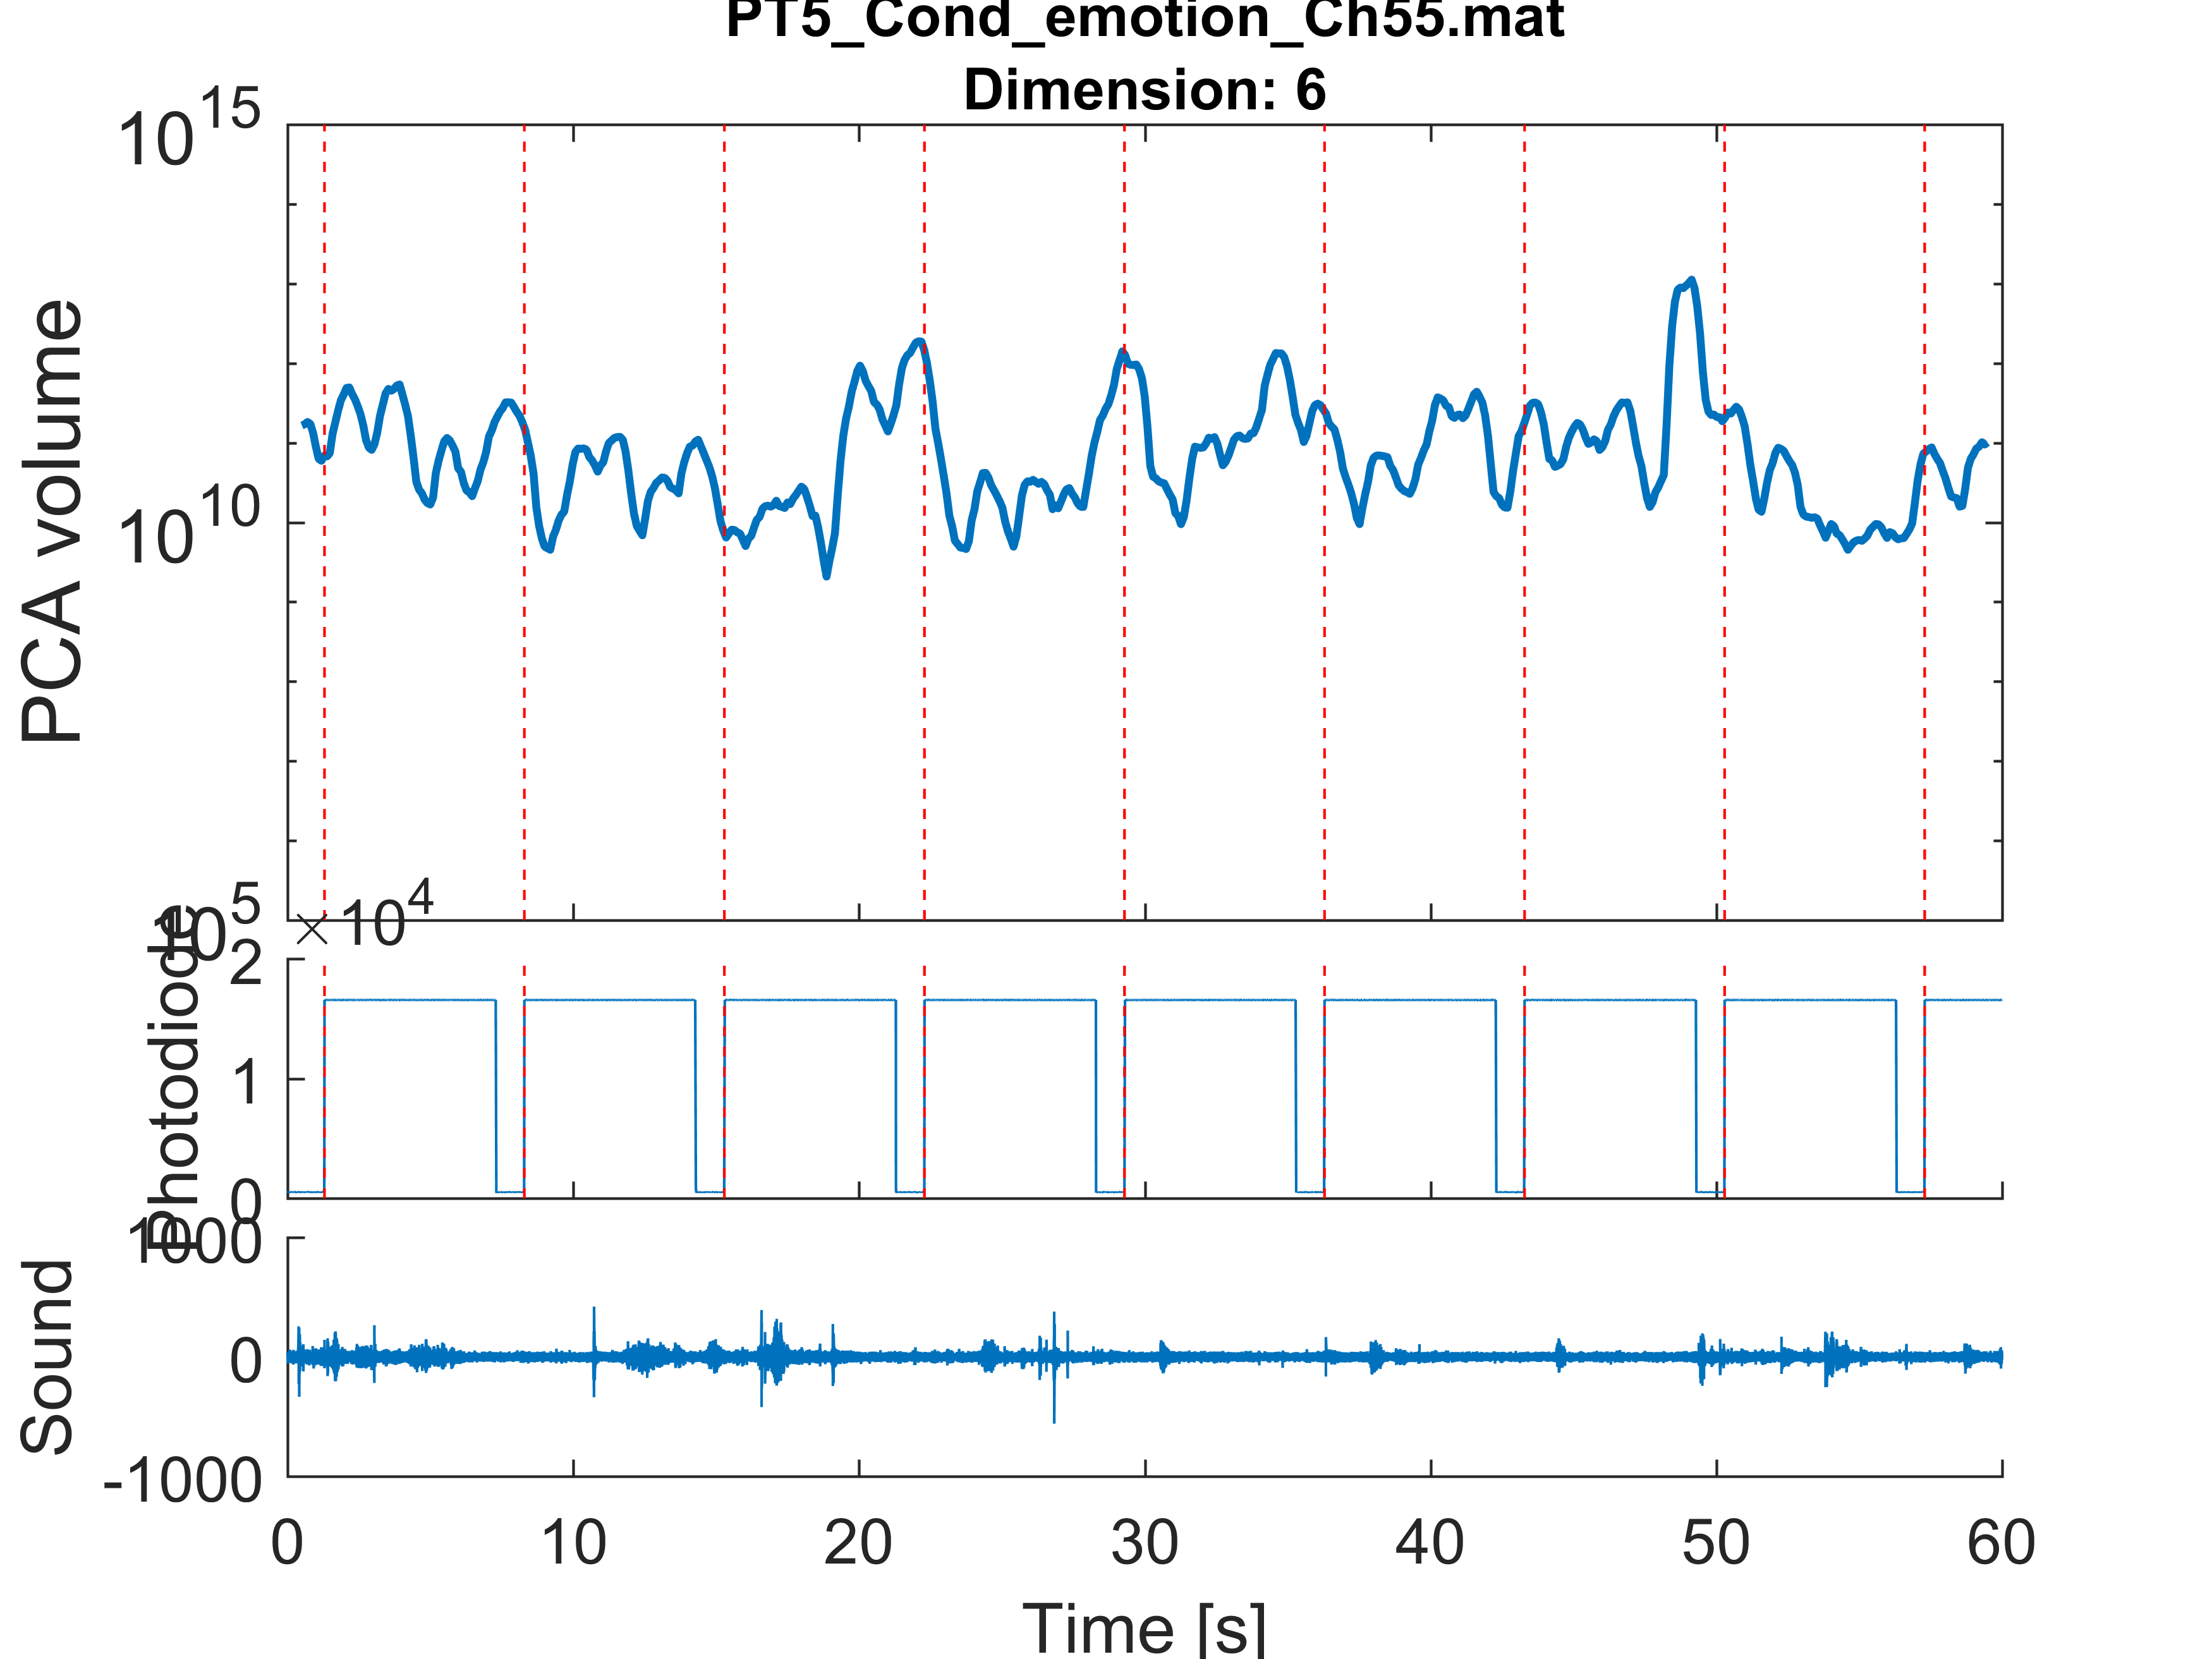 PT5_Cond_emotion_Ch55.mat
Dimension: 6
10^15
10^10
10^5
PCA volume
×10^4
2
1
0
Photodiode
1000
0
-1000
Sound
0 10 20 30 40 50 60
Time [s]